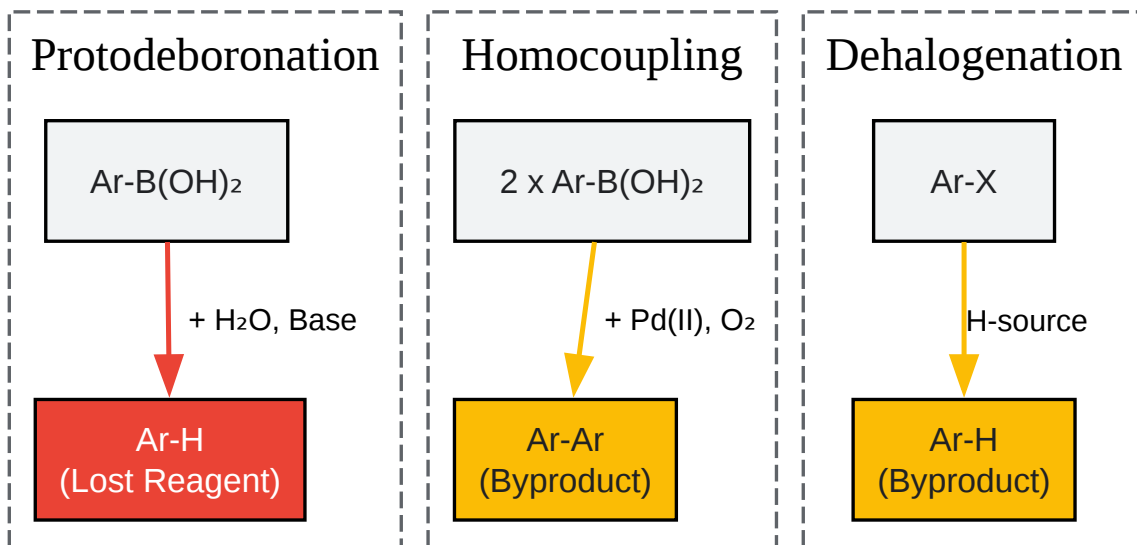 Protodeboronation
Ar-B(OH)₂
+ H₂O, Base
Ar-H
(Lost Reagent)
Homocoupling
2 x Ar-B(OH)₂
+ Pd(II), O₂
Ar-Ar
(Byproduct)
Dehalogenation
Ar-X
H-source
Ar-H
(Byproduct)